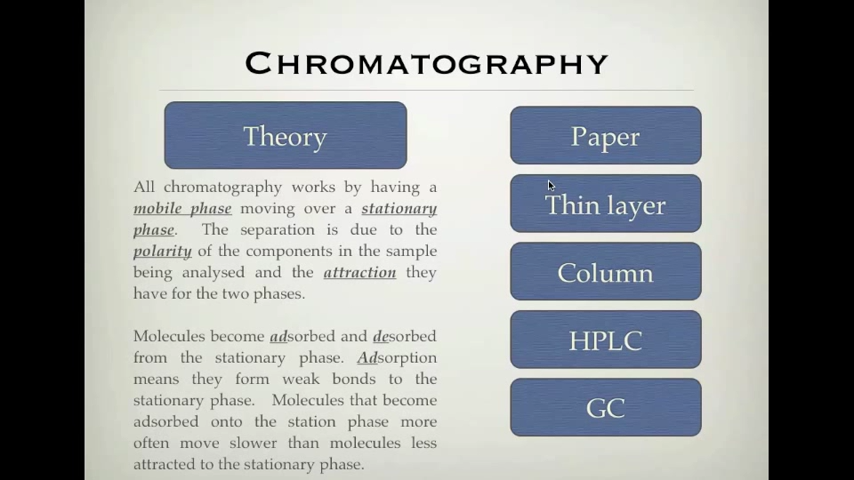 CHROMATOGRAPHY
Theory
All chromatography works by having a
mobile phase moving over a stationary
phase. The separation is due to the
polarity of the components in the sample
being analysed and the attraction they
have for the two phases.
Molecules become adsorbed and desorbed
from the stationary phase. Adsorption
means they form weak bonds to the
stationary phase. Molecules that become
adsorbed onto the station phase more
often move slower than molecules less
attracted to the stationary phase.
Paper
Thin layer
Column
HPLC
GC